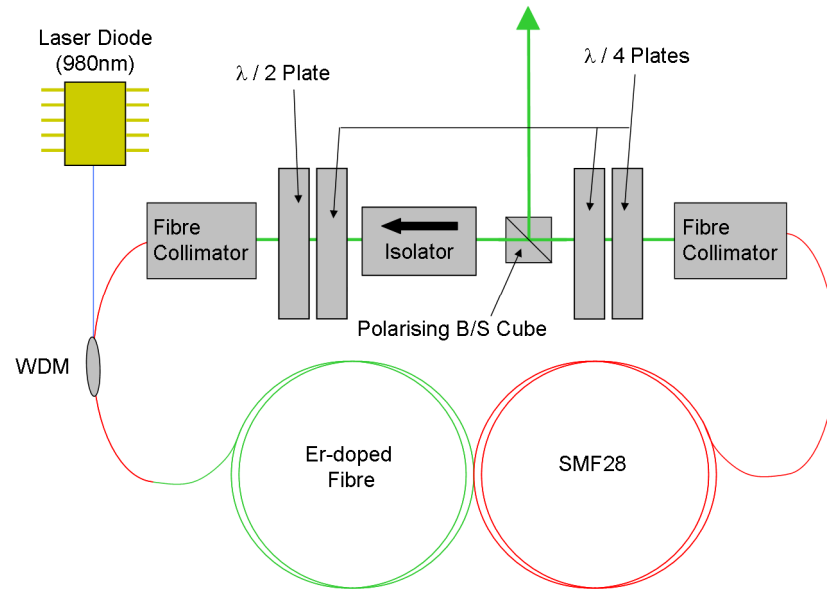 Laser Diode
(980nm)
λ / 2 Plate
λ / 4 Plates
Fibre
Collimator
Isolator
Fibre
Collimator
Polarising B/S Cube
WDM
Er-doped
Fibre
SMF28